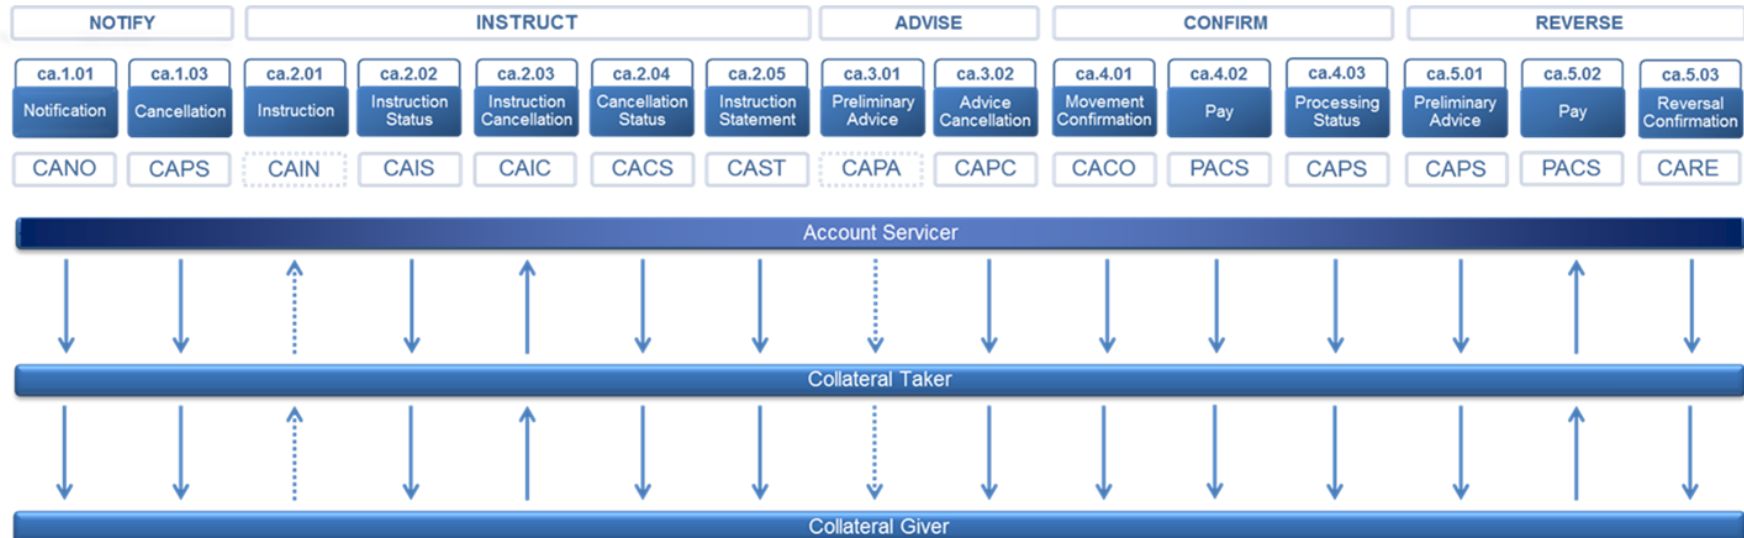 NOTIFY INSTRUCT ADVISE CONFIRM REVERSE
ca.1.01 ca.1.03 ca.2.01 ca.2.02 ca.2.03 ca.2.04 ca.2.05 ca.3.01 ca.3.02 ca.4.01 ca.4.02 ca.4.03 ca.5.01 ca.5.02 ca.5.03
Notification
Cancellation
Instruction
Instruction
Status
Instruction
Cancellation
Cancellation
Status
Instruction
Statement
Preliminary
Advice
Advice
Cancellation
Movement
Confirmation
Pay
Processing
Status
Preliminary
Advice
Pay
Reversal
Confirmation
CANO CAPS CAIN CAIS CAIC CACS CAST CAPA CAPC CACO PACS CAPS CAPS PACS CARE
Account Servicer
Collateral Taker
Collateral Giver